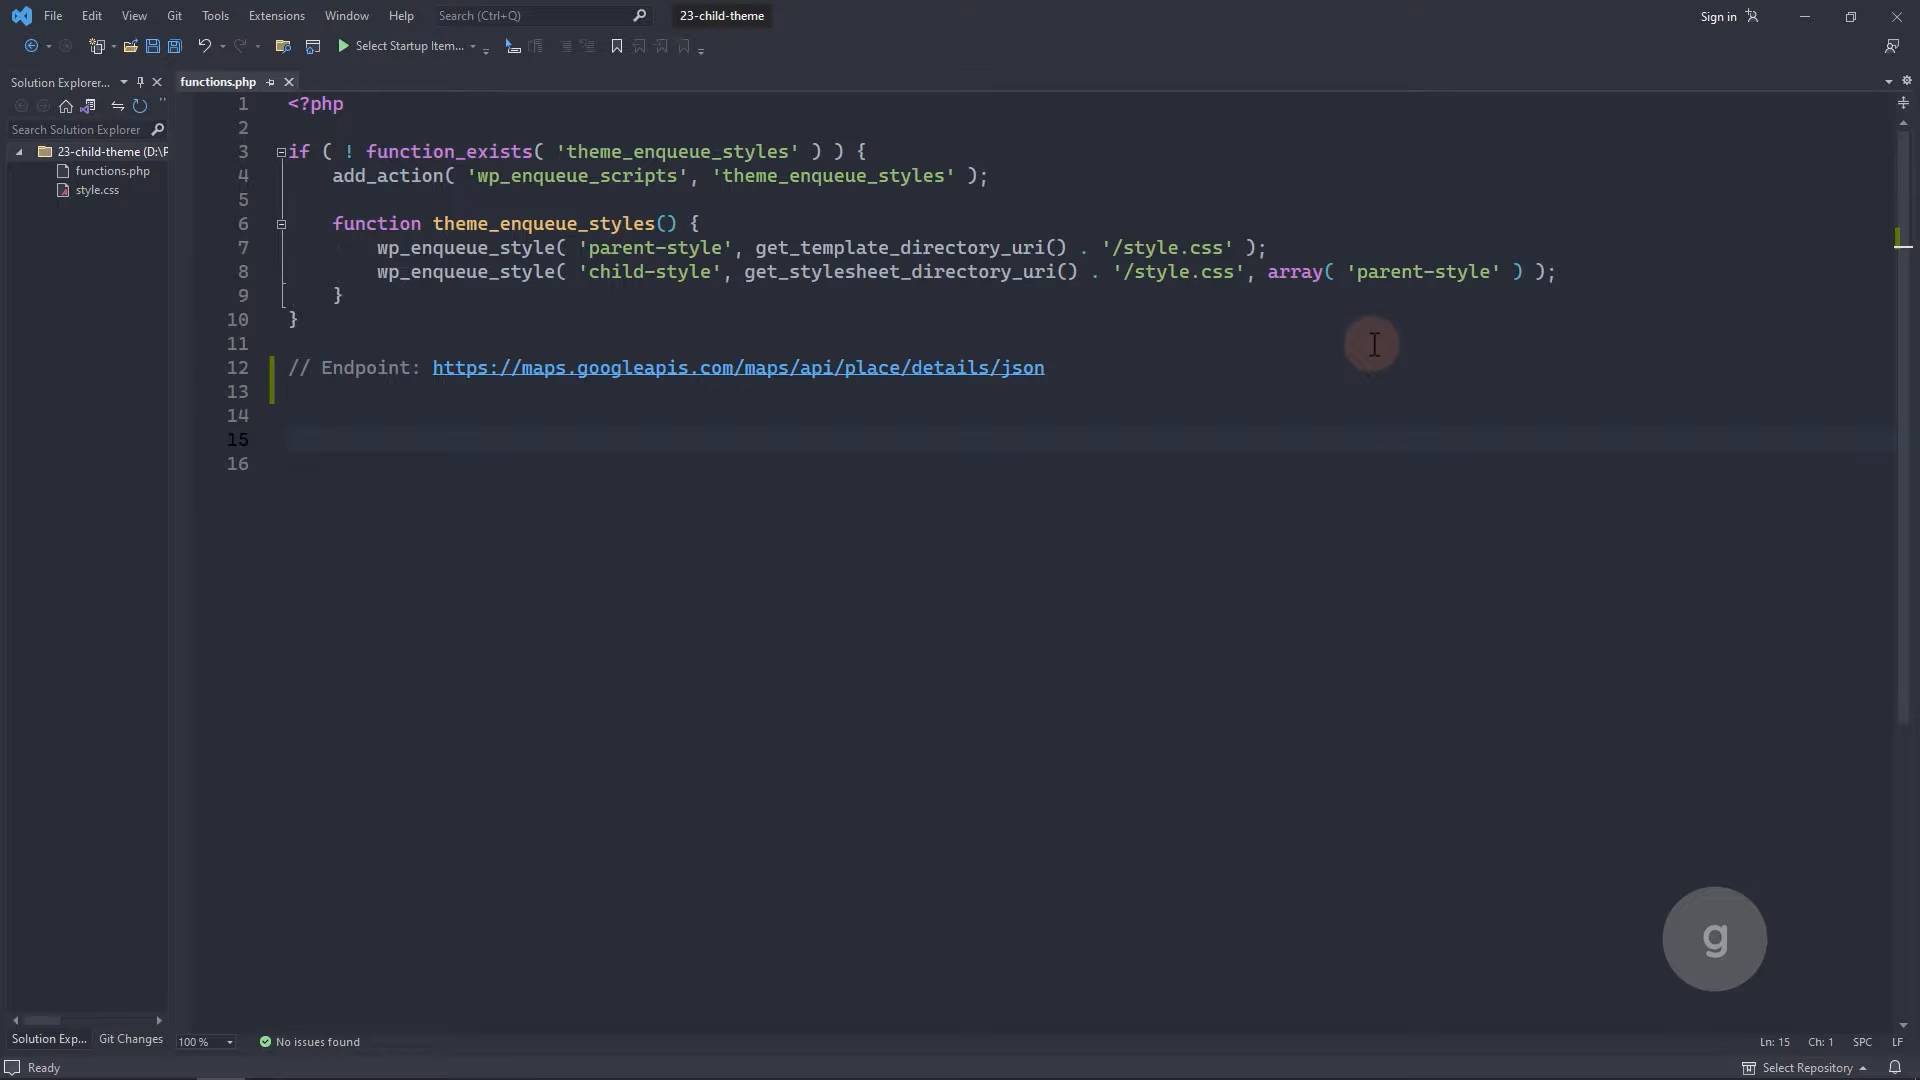 File Edit View Git Tools Extensions Window Help Search (Ctrl+Q) 23-child-theme Sign in
Select Startup Item...
Solution Explorer... functions.php
Search Solution Explorer
23-child-theme (D:\P
functions.php
style.css
1 <?php
2
3 if ( ! function_exists( 'theme_enqueue_styles' ) ) {
4 add_action( 'wp_enqueue_scripts', 'theme_enqueue_styles' );
5
6 function theme_enqueue_styles() {
7 wp_enqueue_style( 'parent-style', get_template_directory_uri() . '/style.css' );
8 wp_enqueue_style( 'child-style', get_stylesheet_directory_uri() . '/style.css', array( 'parent-style' ) );
9 }
10 }
11
12 // Endpoint: https://maps.googleapis.com/maps/api/place/details/json
13
14
15
16
g
Solution Exp... Git Changes 100 % No issues found Ln: 15 Ch: 1 SPC LF
Ready Select Repository